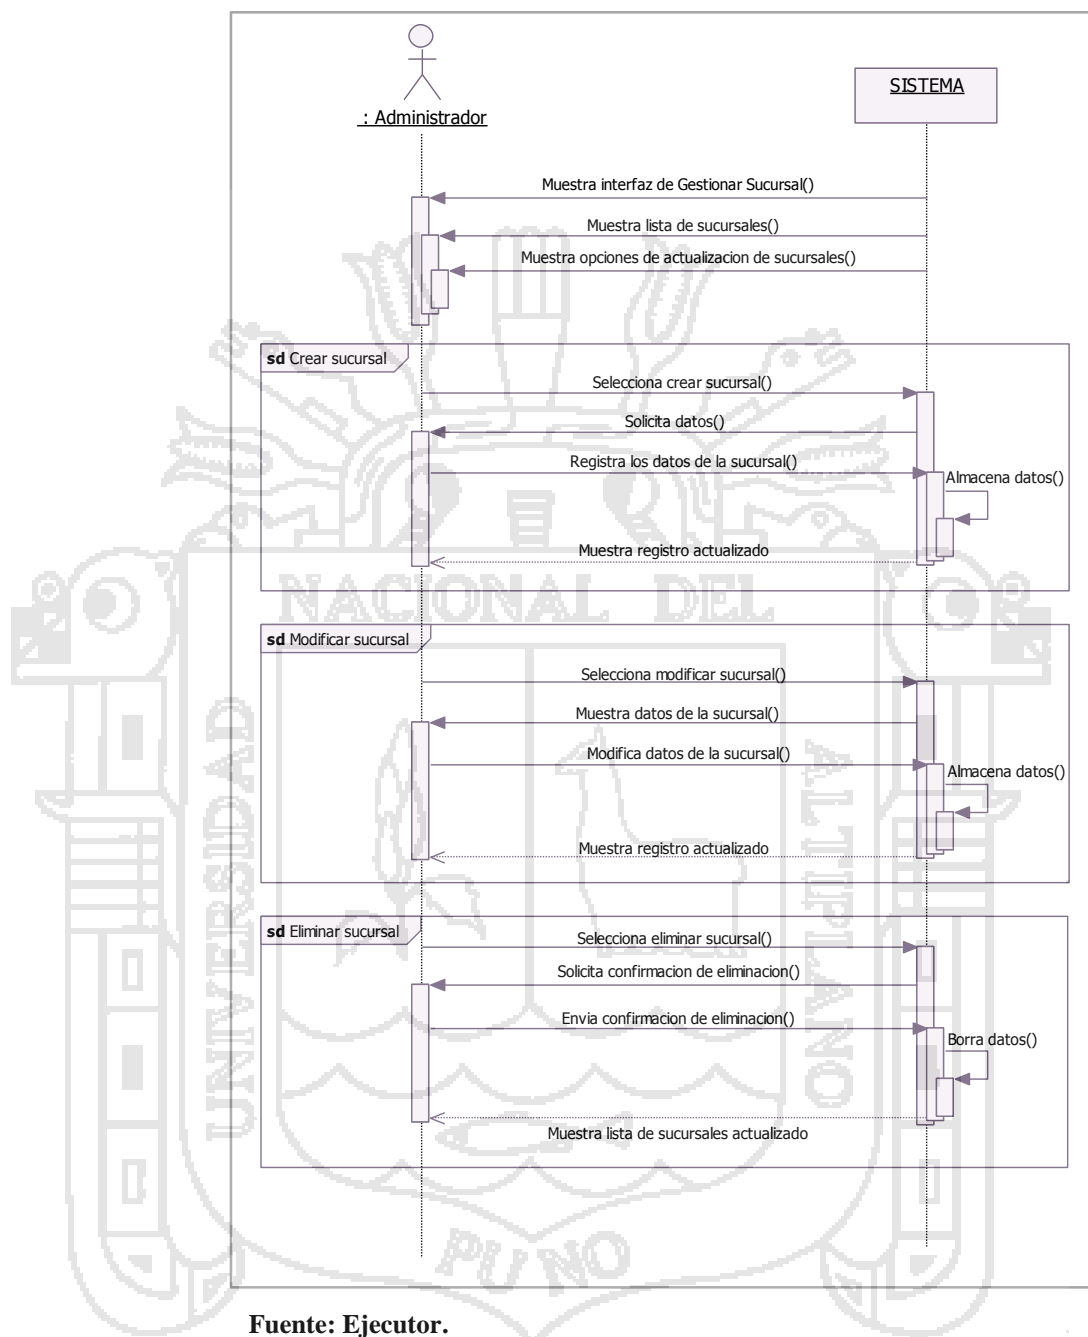 : Administrador
SISTEMA
Muestra interfaz de Gestionar Sucursal()
Muestra lista de sucursales()
Muestra opciones de actualizacion de sucursales()
sd Crear sucursal
Selecciona crear sucursal()
Solicita datos()
Registra los datos de la sucursal()
Almacena datos()
Muestra registro actualizado
NACIONAL DEL
sd Modificar sucursal
Selecciona modificar sucursal()
Muestra datos de la sucursal()
Modifica datos de la sucursal()
Almacena datos()
Muestra registro actualizado
UNIVERSIDAD
ALTIPLANO
sd Eliminar sucursal
Selecciona eliminar sucursal()
Solicita confirmacion de eliminacion()
Envia confirmacion de eliminacion()
Borra datos()
Muestra lista de sucursales actualizado
PUNO
Fuente: Ejecutor.